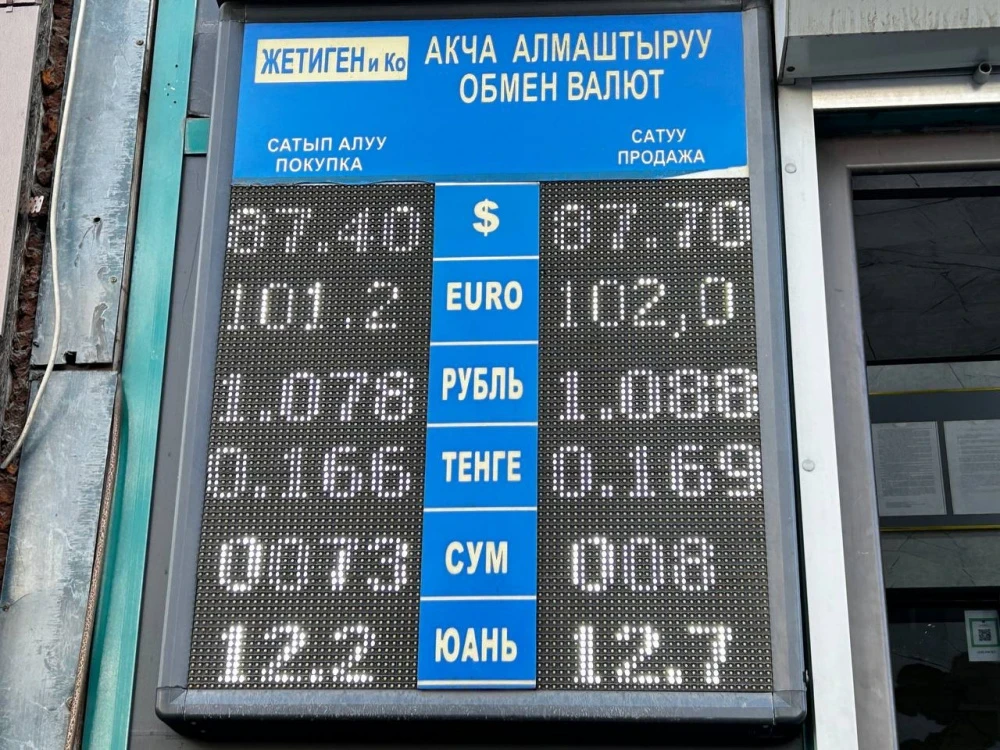 ЖЕТИГЕН и Ко
АКЧА АЛМАШТЫРУУ
ОБМЕН ВАЛЮТ
САТЫП АЛУУ
ПОКУПКА
САТУУ
ПРОДАЖА
87.40 $ 87.70
101.2 EURO 102,0
1.078 РУБЛЬ 1.088
0.166 ТЕНГЕ 0.169
0073 СУМ 008
12.2 ЮАНЬ 12.7